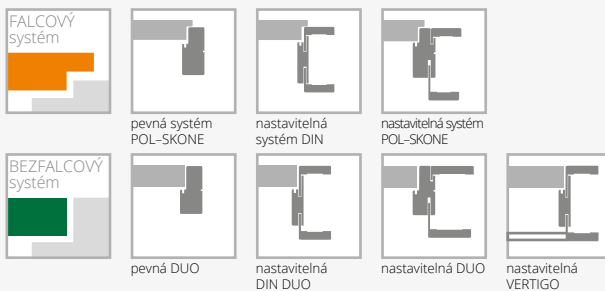 FALCOVÝ
systém
pevná systém
POL–SKONE
nastavitelná
systém DIN
nastavitelná systém
POL–SKONE
BEZFALCOVÝ
systém
pevná DUO
nastavitelná
DIN DUO
nastavitelná DUO
nastavitelná
VERTIGO